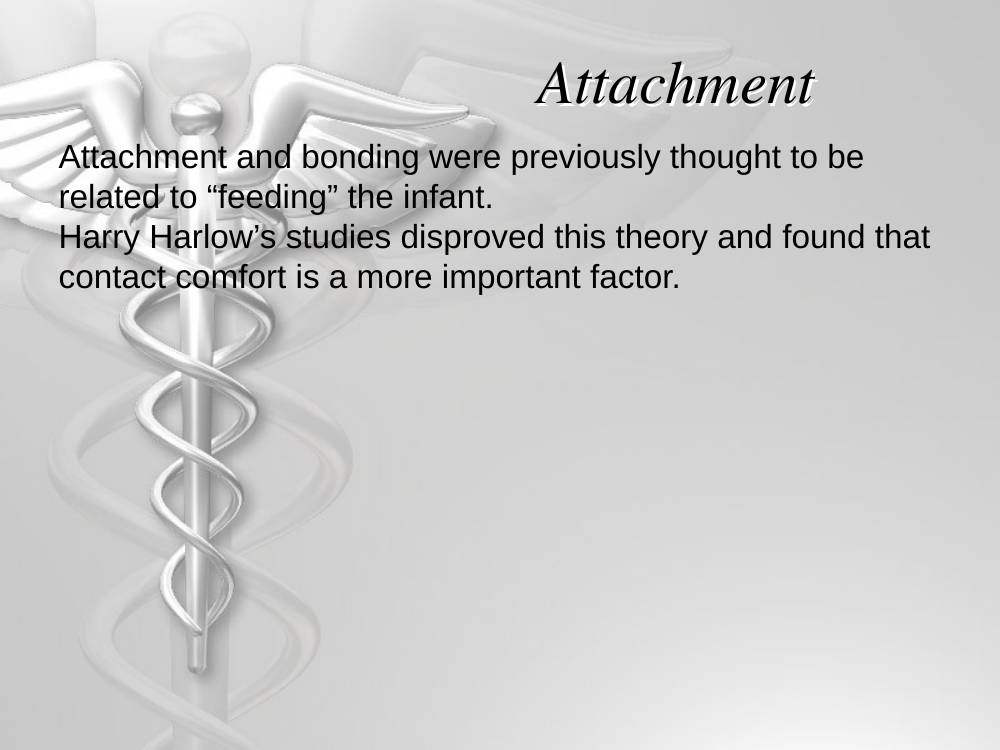 Attachment
Attachment and bonding were previously thought to be
related to “feeding” the infant.
Harry Harlow’s studies disproved this theory and found that
contact comfort is a more important factor.